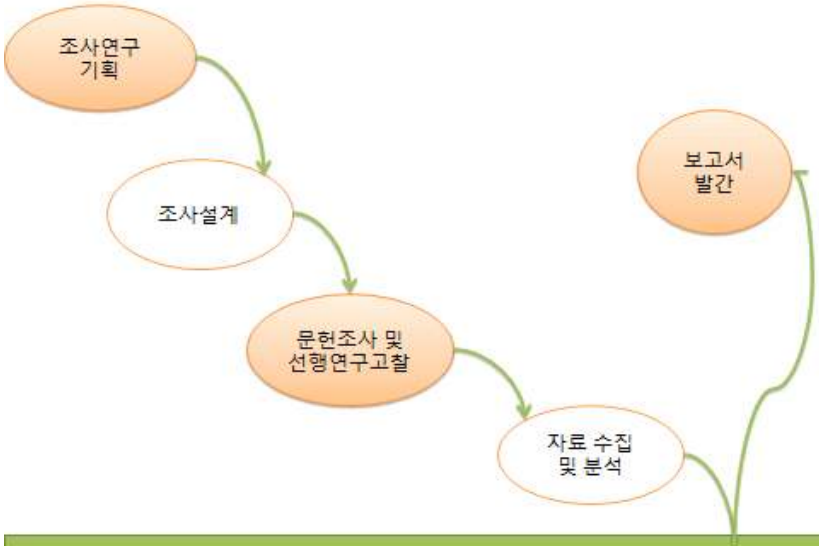 조사연구
기획
조사설계
문헌조사 및
선행연구고찰
자료 수집
및 분석
보고서
발간